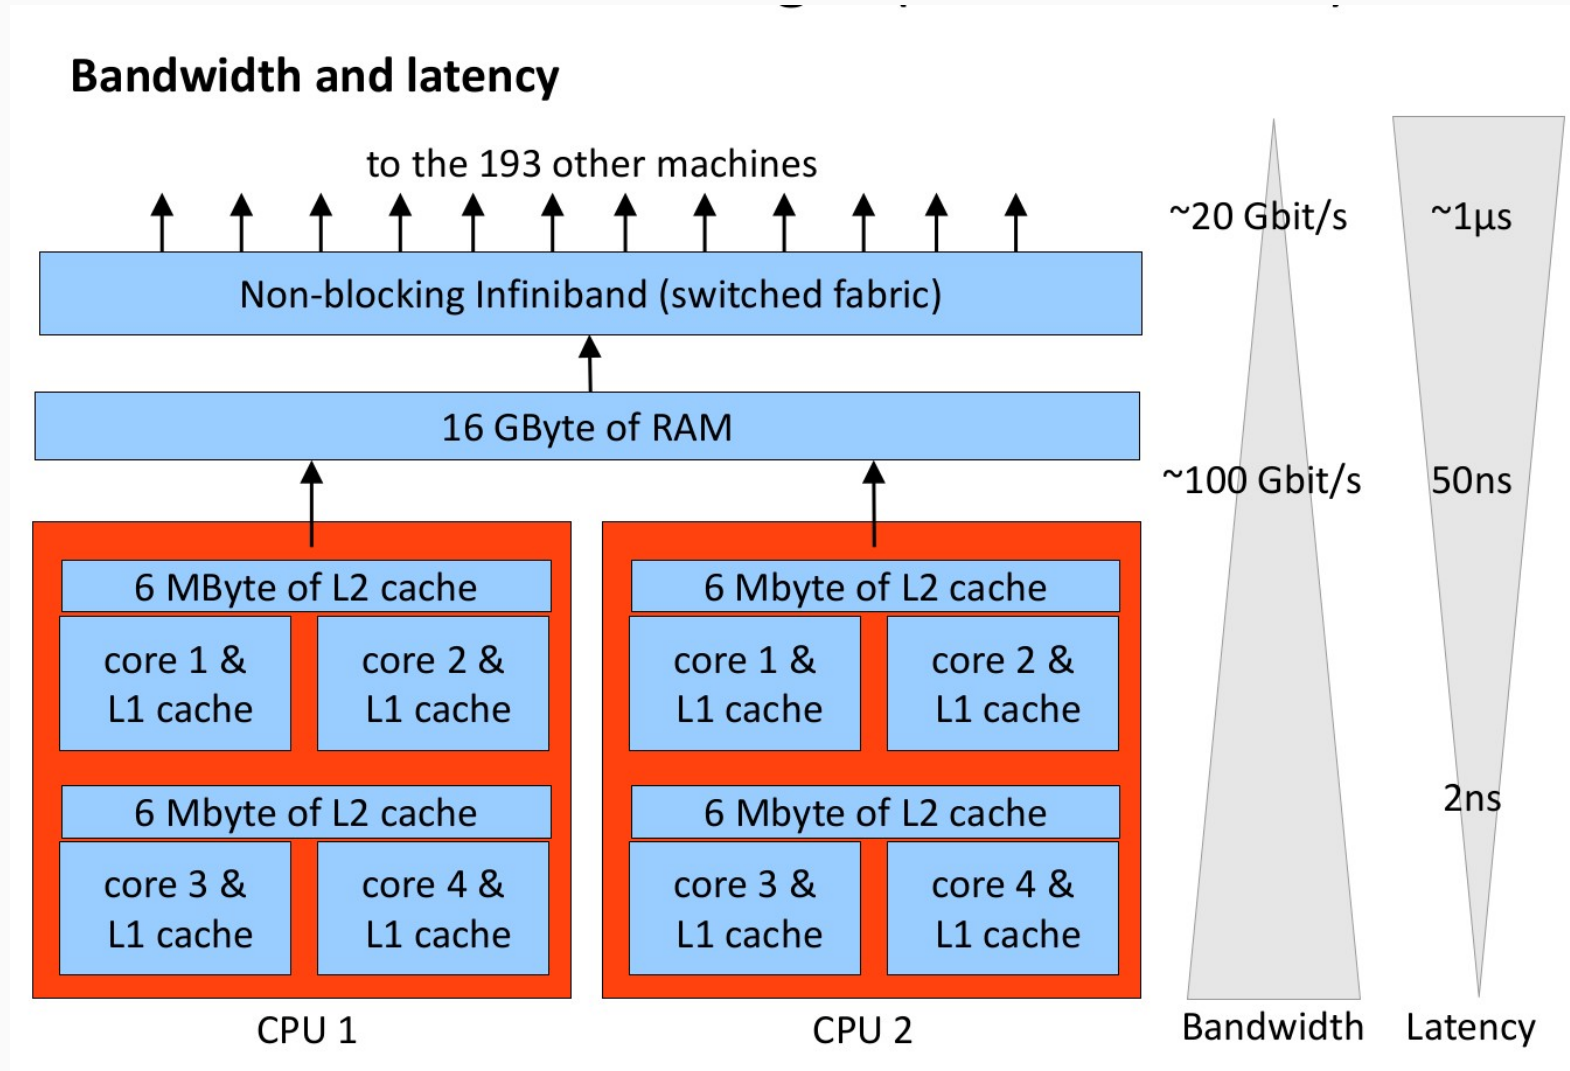 Bandwidth and latency
to the 193 other machines
~20 Gbit/s
~1µs
Non-blocking Infiniband (switched fabric)
16 GByte of RAM
~100 Gbit/s
50ns
6 MByte of L2 cache
core 1 &
L1 cache
core 2 &
L1 cache
6 Mbyte of L2 cache
core 3 &
L1 cache
core 4 &
L1 cache
CPU 1
6 Mbyte of L2 cache
core 1 &
L1 cache
core 2 &
L1 cache
6 Mbyte of L2 cache
core 3 &
L1 cache
core 4 &
L1 cache
CPU 2
2ns
Bandwidth
Latency